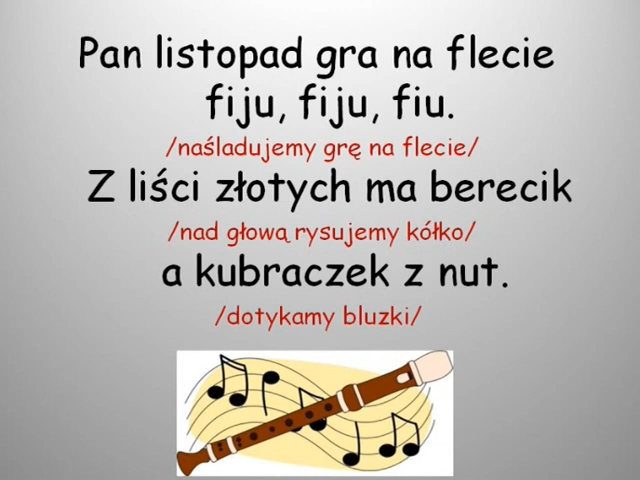 Pan listopad gra na flecie
fiju, fiju, fiu.
/naśladujemy grę na flecie/
Z liści złotych ma berecik
/nad głową rysujemy kółko/
a kubraczek z nut.
/dotykamy bluzki/